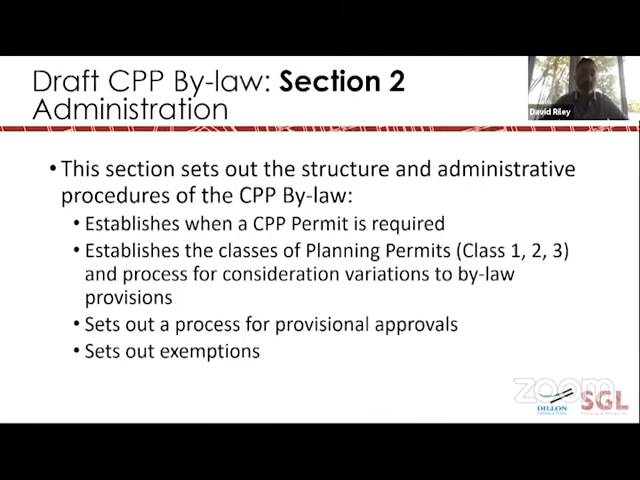 Draft CPP By-law: Section 2
Administration
David Riley
• This section sets out the structure and administrative
procedures of the CPP By-law:
• Establishes when a CPP Permit is required
• Establishes the classes of Planning Permits (Class 1, 2, 3)
and process for consideration variations to by-law
provisions
• Sets out a process for provisional approvals
• Sets out exemptions
zoom
DILLON
CONSULTING
SGL